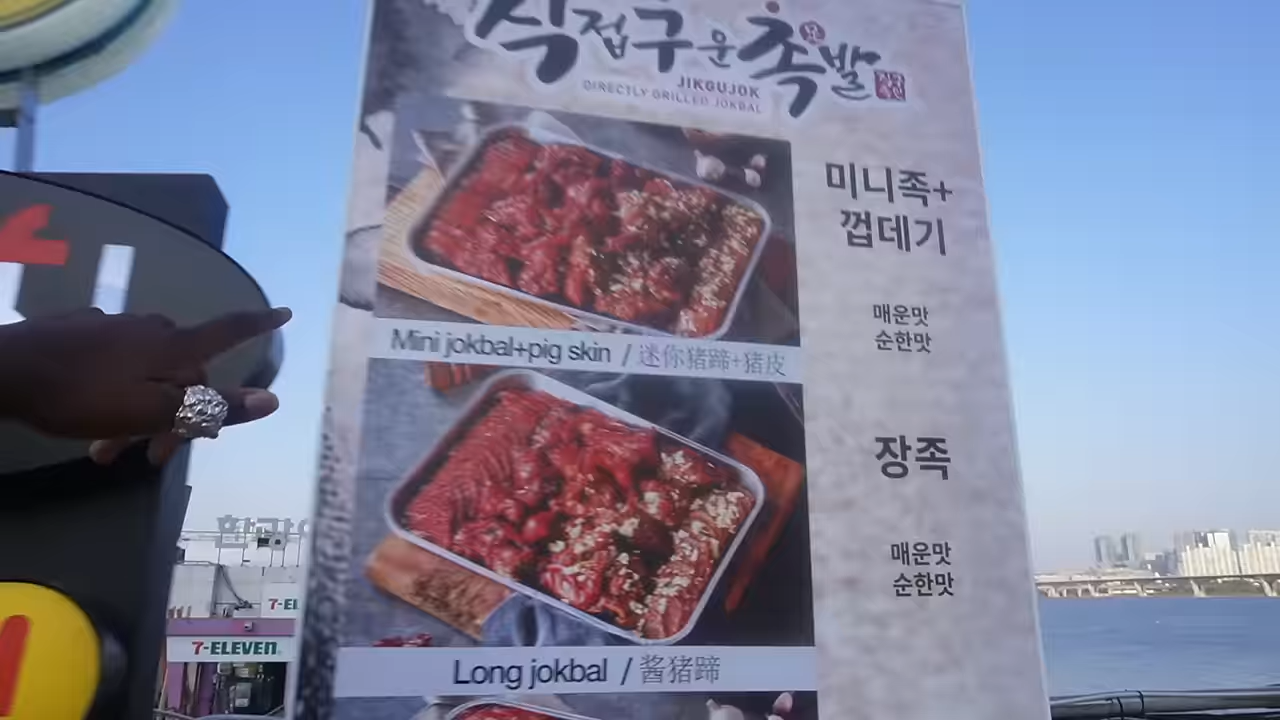 직접구운족발
JIKGUJOK
DIRECTLY GRILLED JOKBAL
미니족+
껍데기
매운맛
순한맛
Mini jokbal+pig skin / 迷你猪蹄+猪皮
장족
매운맛
순한맛
Long jokbal / 酱猪蹄
7-EL
7-ELEVEN